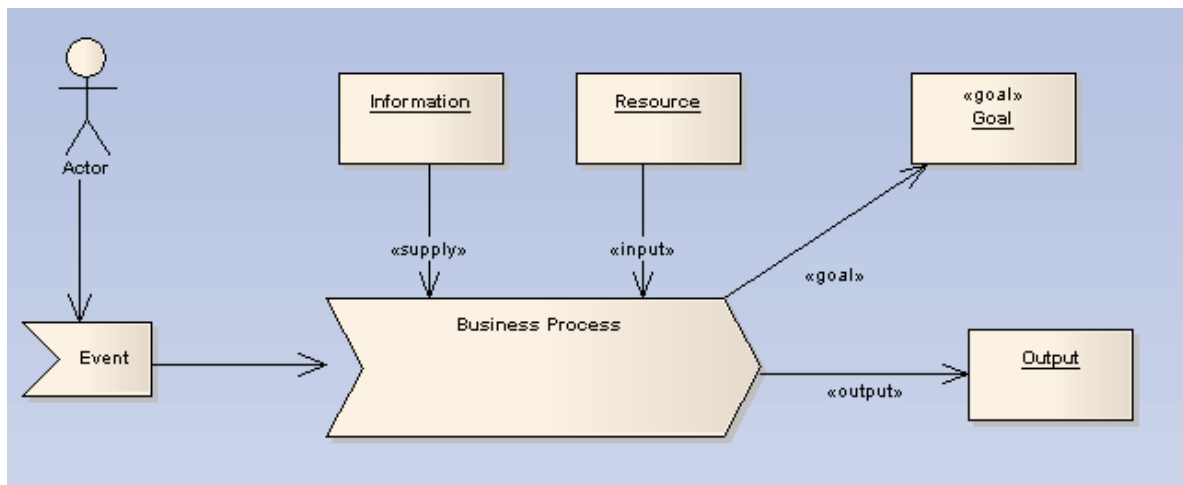 Actor
Information
Resource
«goal»
Goal
«supply»
«input»
«goal»
Event
Business Process
Output
«output»